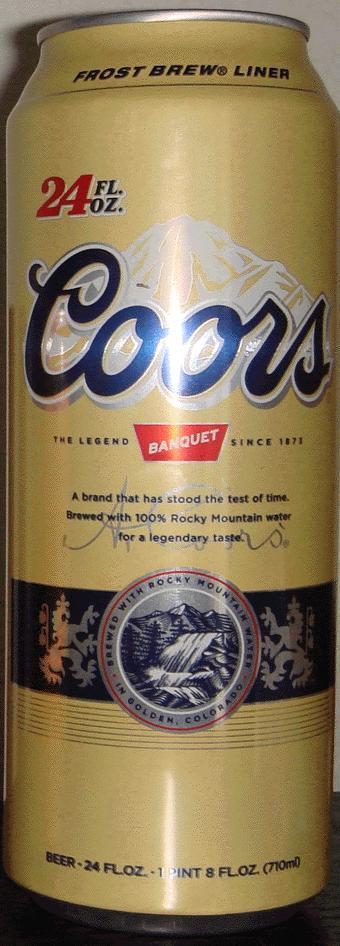 FROST BREW® LINER
24 FL. OZ.
Coors
THE LEGEND BANQUET SINCE 1873
A brand that has stood the test of time.
Brewed with 100% Rocky Mountain water
for a legendary taste.
A. Coors®
BREWED WITH ROCKY MOUNTAIN WATER
IN GOLDEN, COLORADO
BEER - 24 FL.OZ. - 1 PINT 8 FL.OZ. (710ml)